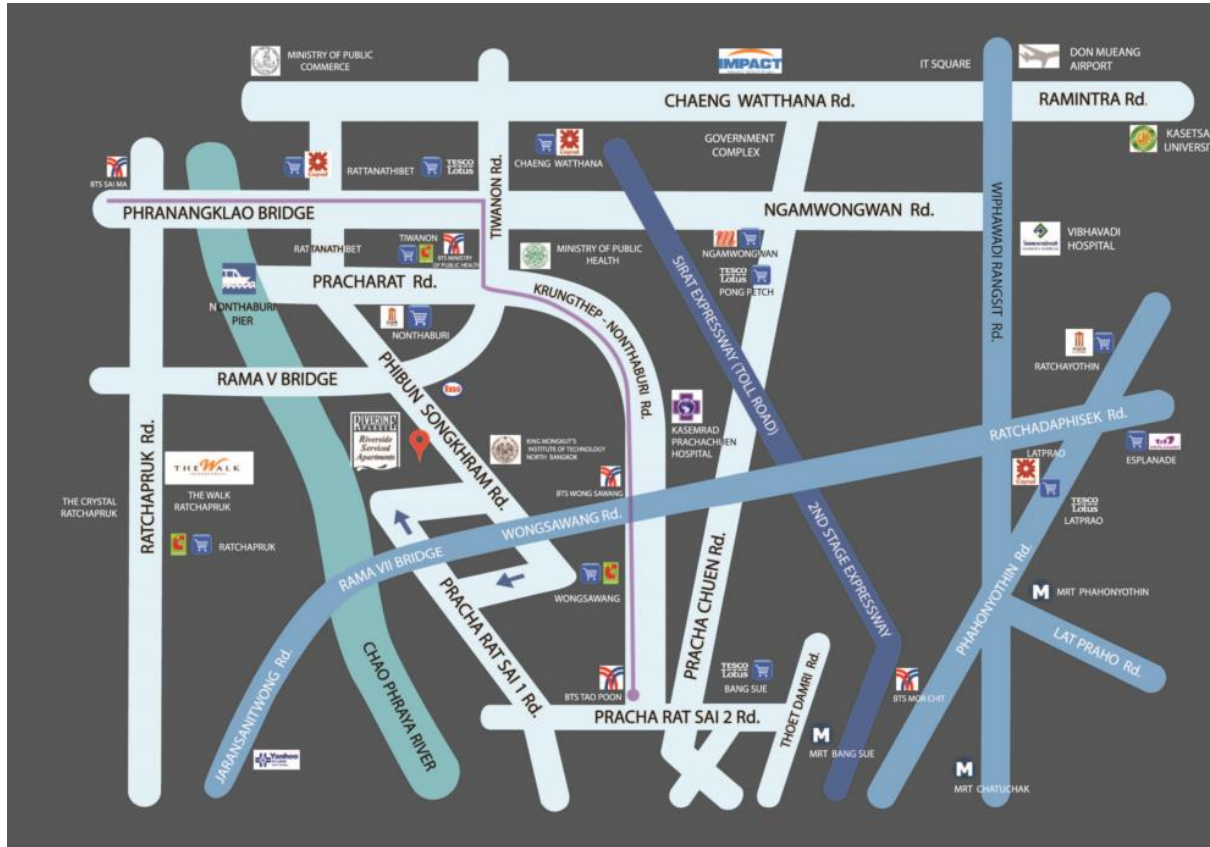 MINISTRY OF PUBLIC
COMMERCE
IMPACT
IT SQUARE
DON MUEANG
AIRPORT
CHAENG WATTHANA Rd.
RAMINTRA Rd.
KASETSA
UNIVERSIT
GOVERNMENT
COMPLEX
BTS SAI MA
RATTANATHIBET
TESCO
Lotus
TIWANON Rd.
CHAENG WATTHANA
PHRANANGKLAO BRIDGE
NGAMWONGWAN Rd.
WIPHAWADI RANGSIT Rd.
VIBHAVADI
HOSPITAL
RATTANATHIBET
TIWANON
BTS MINISTRY
OF PUBLIC HEALTH
MINISTRY OF PUBLIC
HEALTH
NGAMWONGWAN
TESCO
Lotus
PONG PETCH
SIRAT EXPRESSWAY (TOLL ROAD)
PRACHARAT Rd.
KRUNGTHEP - NONTHABURI Rd.
NONTHABURI
PIER
NONTHABURI
RATCHAYOTHIN
RAMA V BRIDGE
PHIBUN SONGKHRAM Rd.
Esso
KASEMRAD
PRACHACHUEN
HOSPITAL
RATCHADAPHISEK Rd.
RIVERINE
PLACE
Riverside
Serviced
Apartments
KING MONGKUT'S
INSTITUTE OF TECHNOLOGY
NORTH BANGKOK
LATPRAO
ESPLANADE
RATCHAPRUK Rd.
THE WALK
THE WALK
RATCHAPRUK
THE CRYSTAL
RATCHAPRUK
BTS WONG SAWANG
TESCO
Lotus
LATPRAO
WONGSAWANG Rd.
2ND STAGE EXPRESSWAY
RATCHAPRUK
RAMA VII BRIDGE
WONGSAWANG
PRACHA CHUEN Rd.
PHAHONYOTHIN Rd.
M
MRT PHAHONYOTHIN
LAT PRAHO Rd.
PRACHA RAT SAI 1 Rd.
CHAO PHRAYA RIVER
JARANSANITWONG Rd.
BTS TAO POON
TESCO
Lotus
BANG SUE
THOET DAMRI Rd.
BTS MOR CHIT
PRACHA RAT SAI 2 Rd.
M
MRT BANG SUE
M
MRT CHATUCHAK
Yanhee